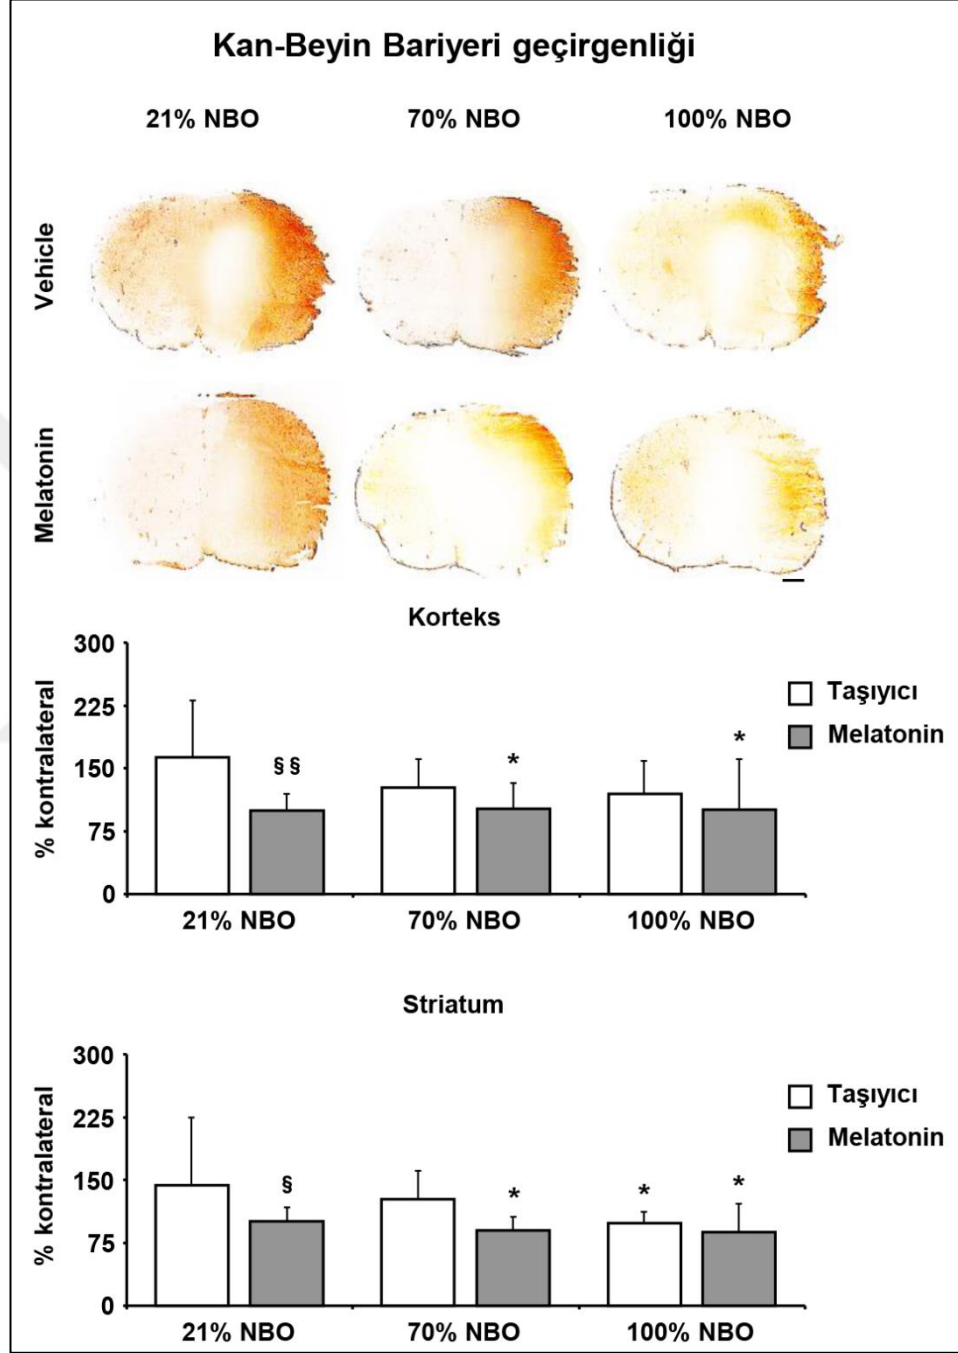 Kan-Beyin Bariyeri geçirgenliği
21% NBO 70% NBO 100% NBO
Vehicle
Melatonin
Korteks
% kontralateral
300
225
150
75
0
§§
*
*
Taşıyıcı
Melatonin
21% NBO 70% NBO 100% NBO
Striatum
% kontralateral
300
225
150
75
0
§
*
*
*
Taşıyıcı
Melatonin
21% NBO 70% NBO 100% NBO